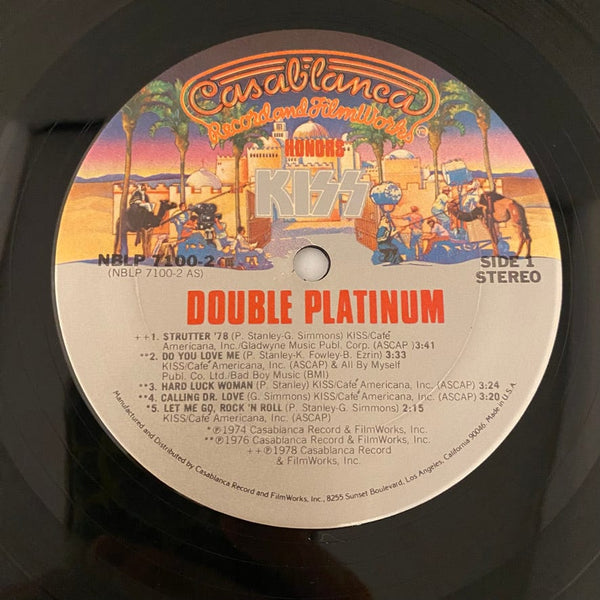 Casablanca
Record and FilmWorks
HONORS
KISS
NBLP 7100-2
(NBLP 7100-2 AS)
SIDE 1
STEREO
DOUBLE PLATINUM
++1. STRUTTER '78 (P. Stanley-G. Simmons) KISS/Café
Americana, Inc./Gladwyne Music Publ. Corp. (ASCAP) 3:41
**2. DO YOU LOVE ME (P. Stanley-K. Fowley-B. Ezrin) 3:33
KISS/Cafe Americana, Inc. (ASCAP) & All By Myself
Publ. Co. Ltd./Bad Boy Music (BMI)
**3. HARD LUCK WOMAN (P. Stanley) KISS/Cafe Americana, Inc. (ASCAP) 3:24
**4. CALLING DR. LOVE (G. Simmons) KISS/Café Americana, Inc. (ASCAP) 3:20
*5. LET ME GO, ROCK 'N ROLL (P. Stanley-G. Simmons) 2:15
KISS/Cafe Americana, Inc. (ASCAP)
*℗1974 Casablanca Record & FilmWorks, Inc.
**℗1976 Casablanca Record & FilmWorks, Inc.
++℗1978 Casablanca Record
& FilmWorks, Inc.
Manufactured and Distributed by Casablanca Record and FilmWorks, Inc., 8255 Sunset Boulevard, Los Angeles, California 90046. Made in U.S.A.